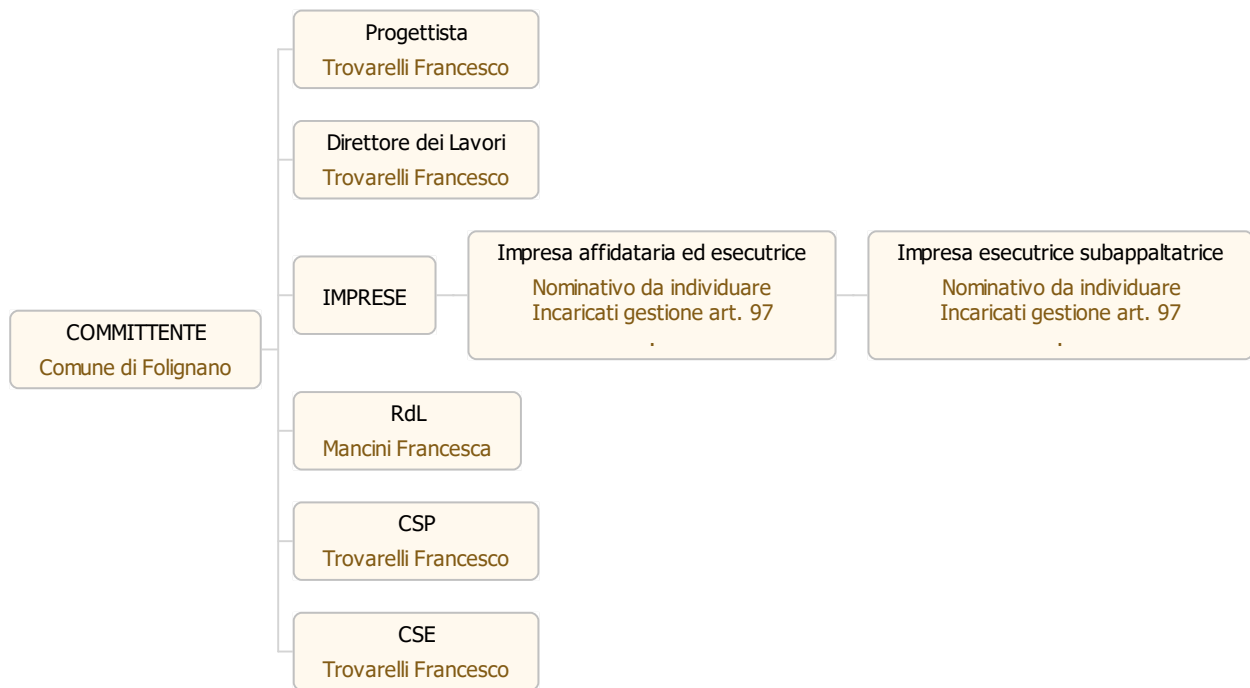 Progettista
Trovarelli Francesco
Direttore dei Lavori
Trovarelli Francesco
IMPRESE
Impresa affidataria ed esecutrice
Nominativo da individuare
Incaricati gestione art. 97
.
Impresa esecutrice subappaltatrice
Nominativo da individuare
Incaricati gestione art. 97
.
COMMITTENTE
Comune di Folignano
RdL
Mancini Francesca
CSP
Trovarelli Francesco
CSE
Trovarelli Francesco